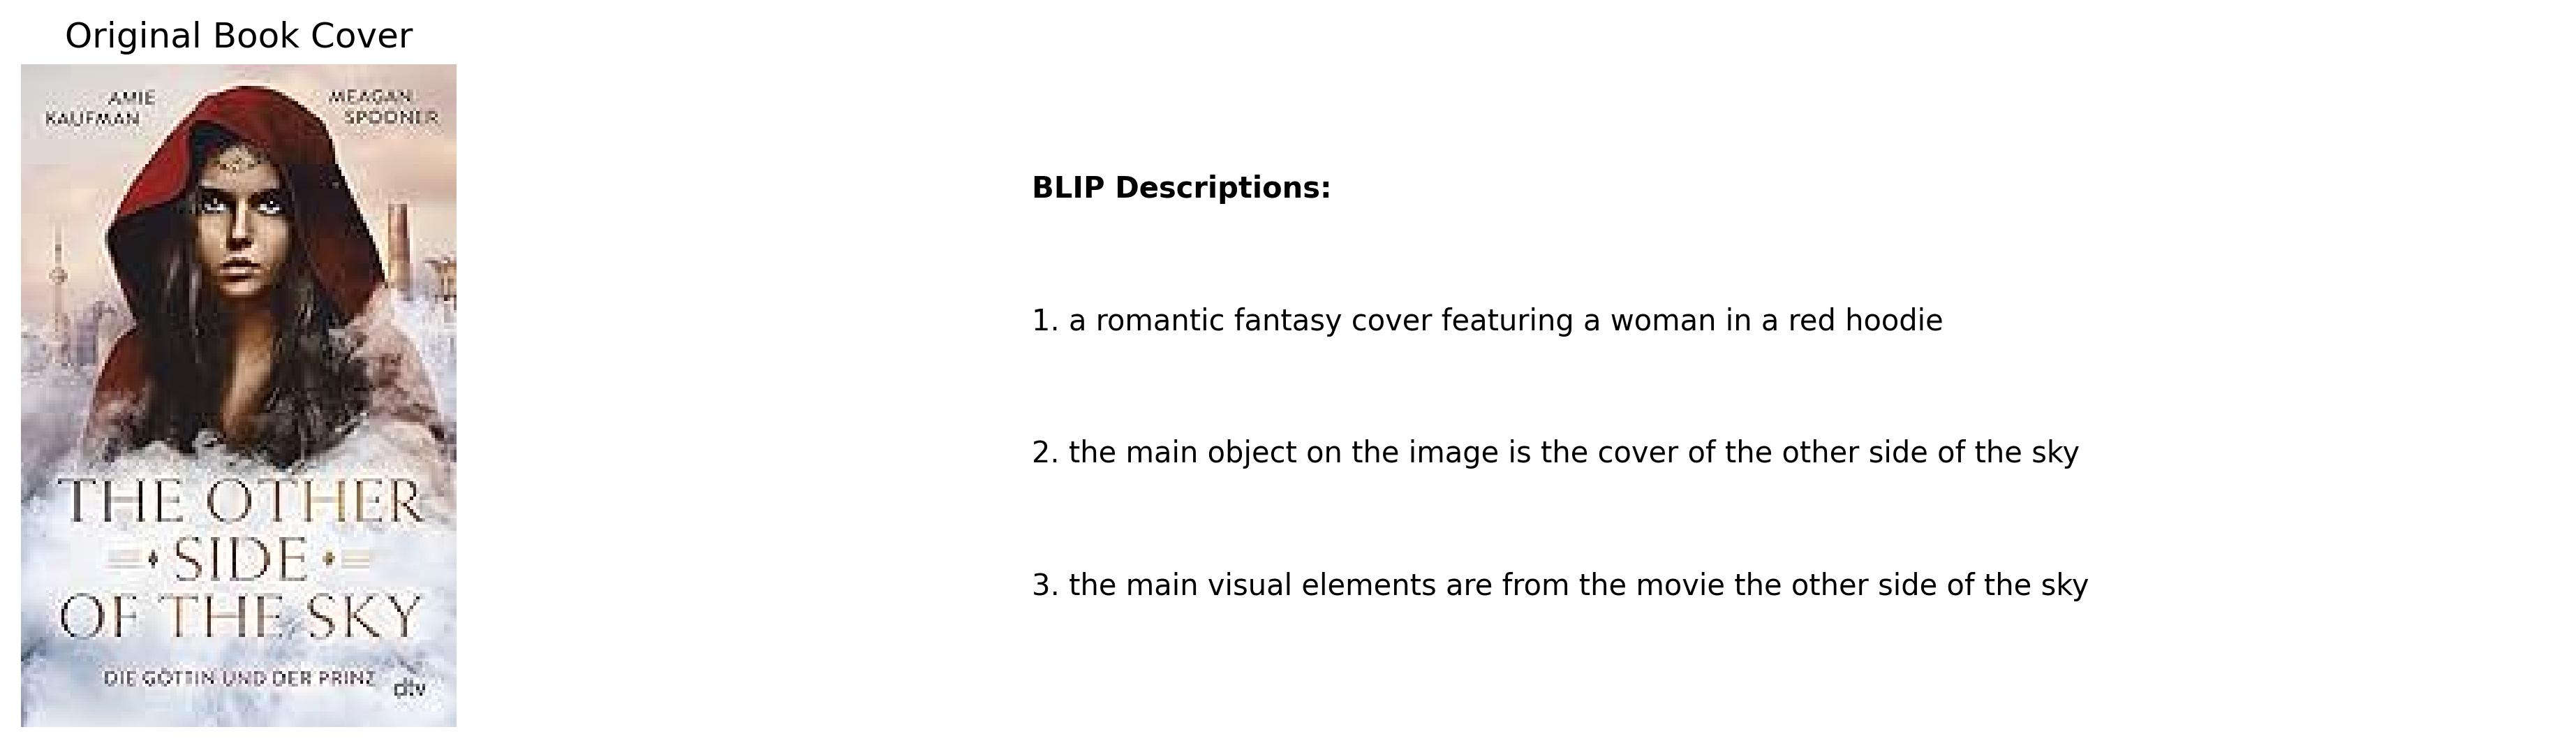 Original Book Cover
AMIE
KAUFMAN
MEAGAN
SPOONER
THE OTHER
SIDE
OF THE SKY
DIE GÖTTIN UND DER PRINZ
dtv
BLIP Descriptions:
1. a romantic fantasy cover featuring a woman in a red hoodie
2. the main object on the image is the cover of the other side of the sky
3. the main visual elements are from the movie the other side of the sky